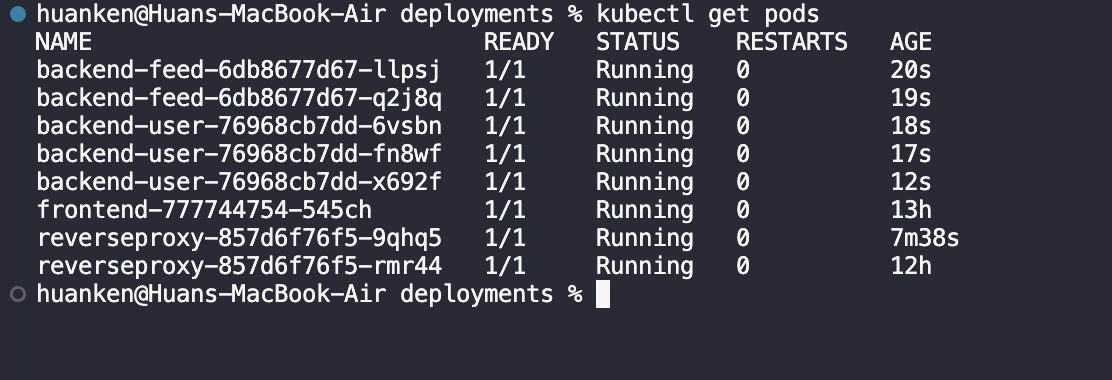 huanken@Huans-MacBook-Air deployments % kubectl get pods
NAME READY STATUS RESTARTS AGE
backend-feed-6db8677d67-llpsj 1/1 Running 0 20s
backend-feed-6db8677d67-q2j8q 1/1 Running 0 19s
backend-user-76968cb7dd-6vsbn 1/1 Running 0 18s
backend-user-76968cb7dd-fn8wf 1/1 Running 0 17s
backend-user-76968cb7dd-x692f 1/1 Running 0 12s
frontend-777744754-545ch 1/1 Running 0 13h
reverseproxy-857d6f76f5-9qhq5 1/1 Running 0 7m38s
reverseproxy-857d6f76f5-rmr44 1/1 Running 0 12h
huanken@Huans-MacBook-Air deployments %